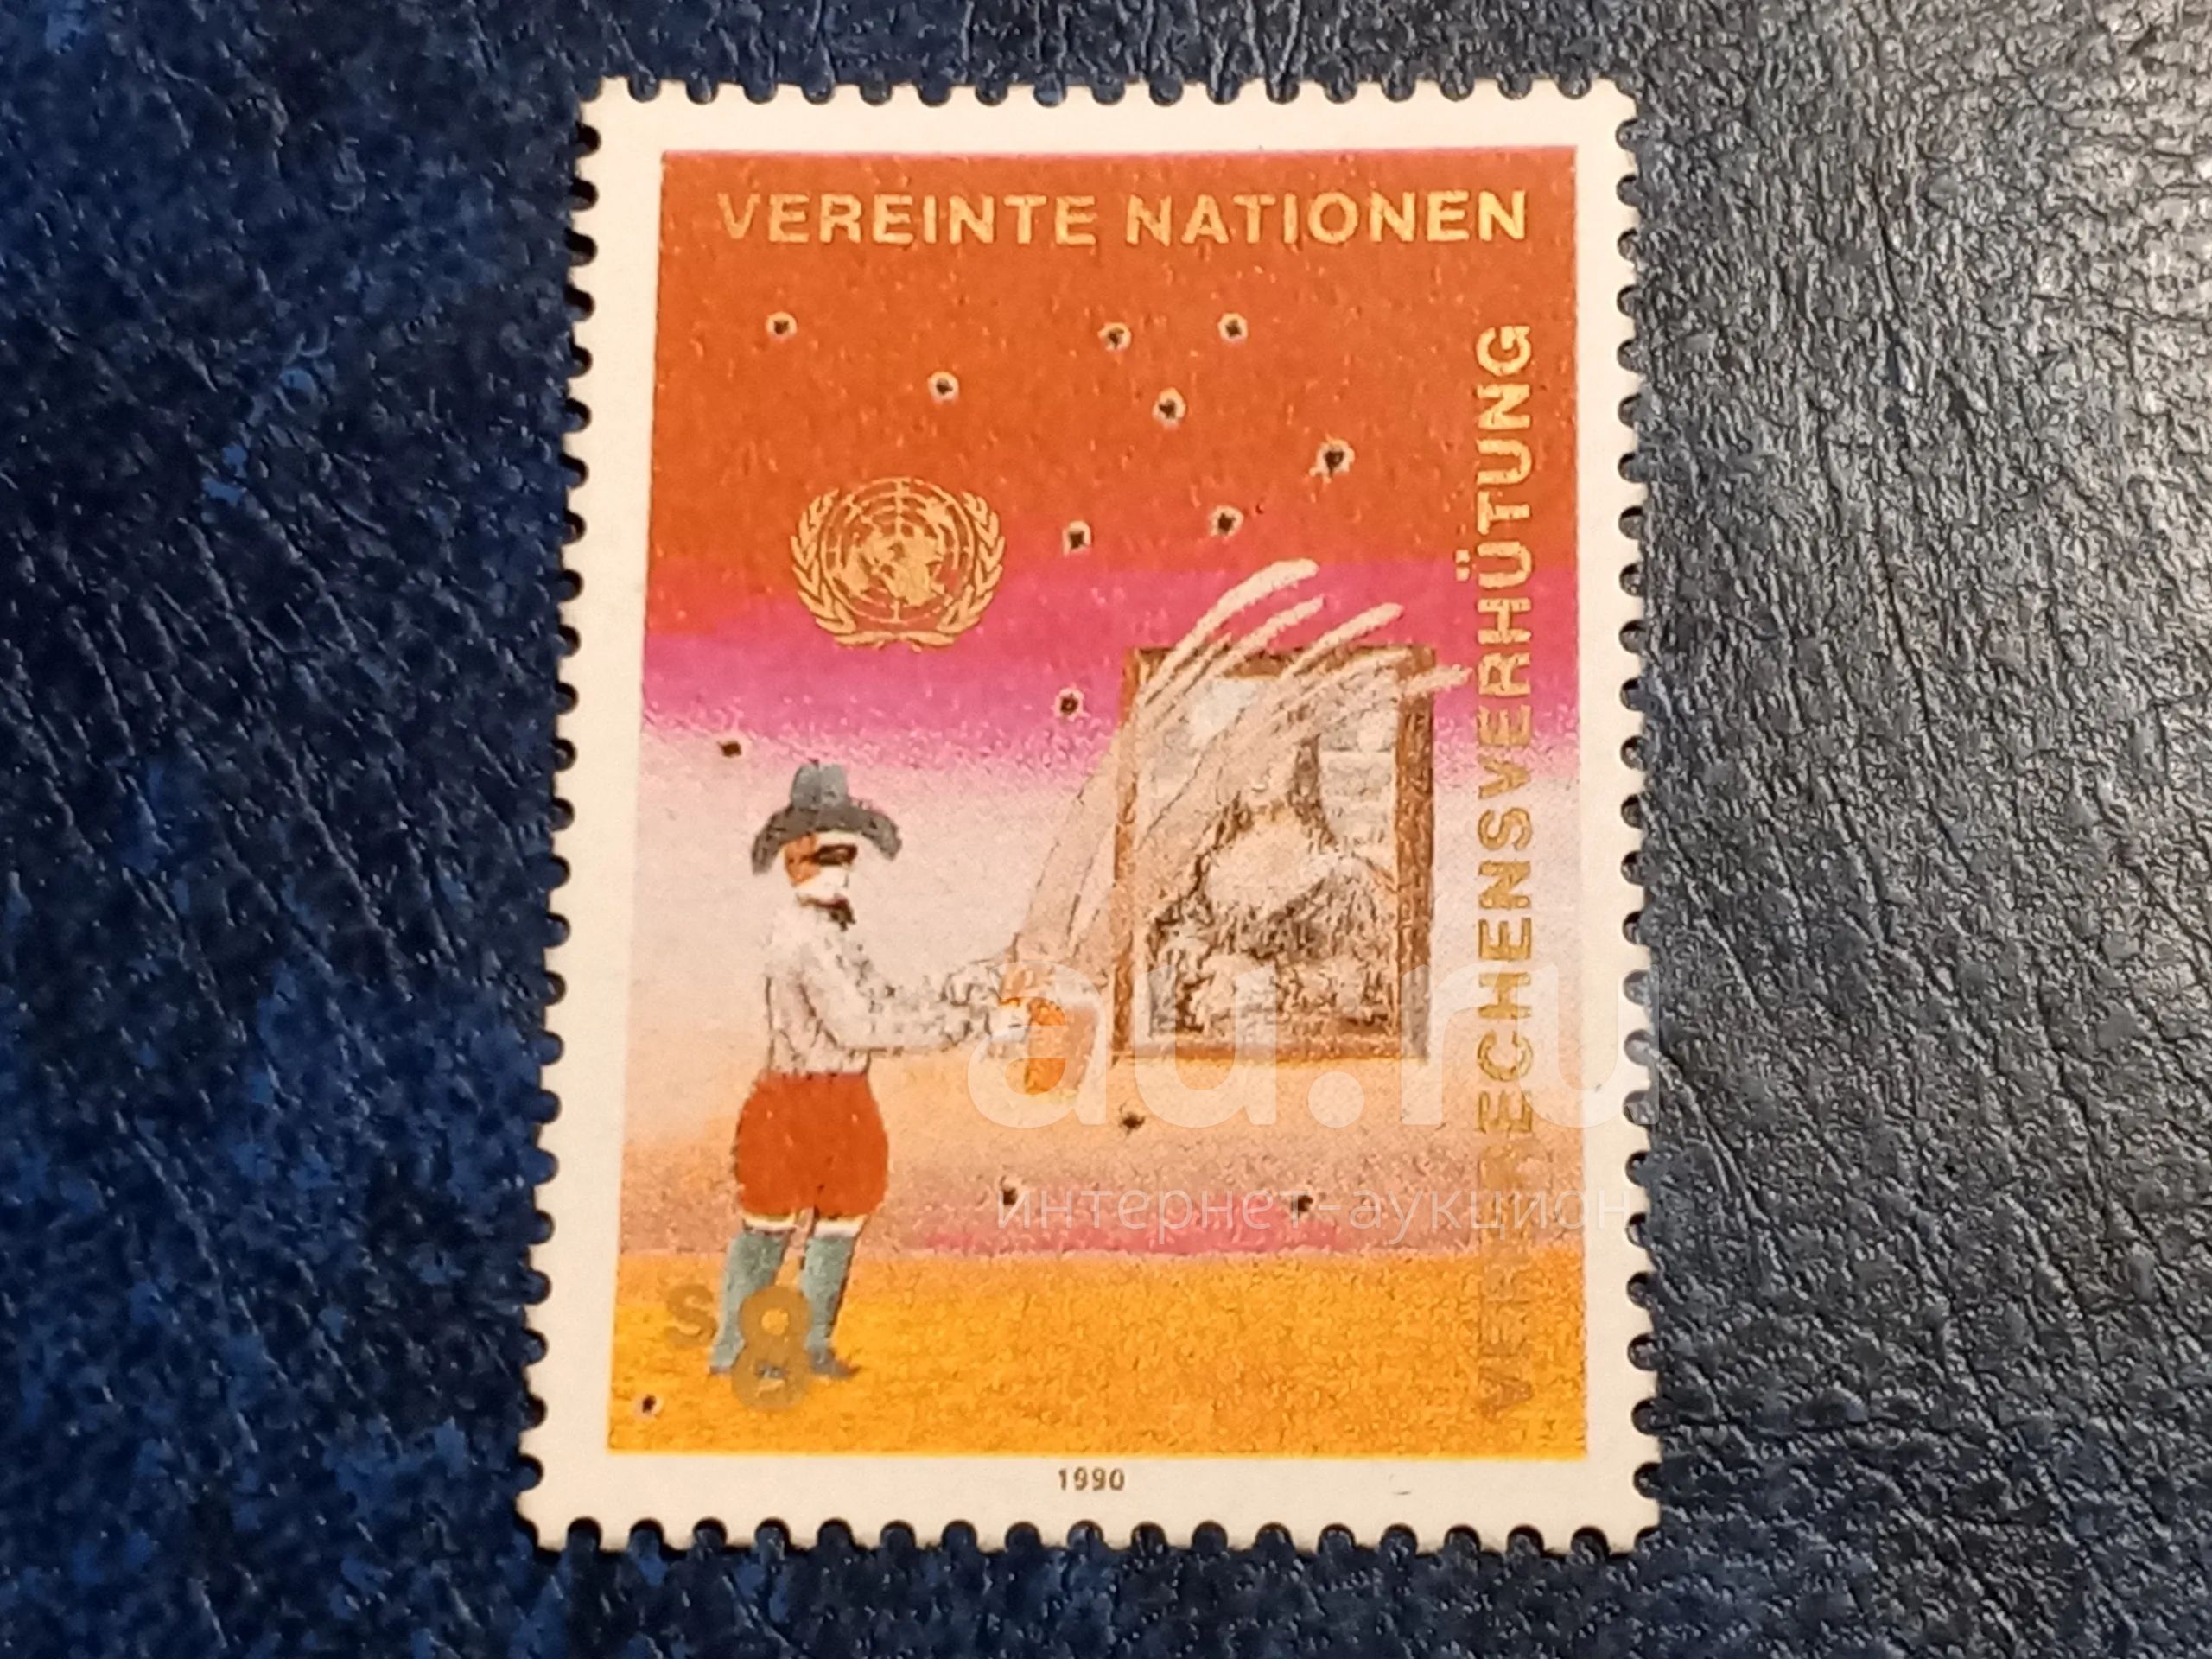 VEREINTE NATIONEN
VERBRECHENSVERHÜTUNG
au.ru
интернет-аукцион
S8
1990